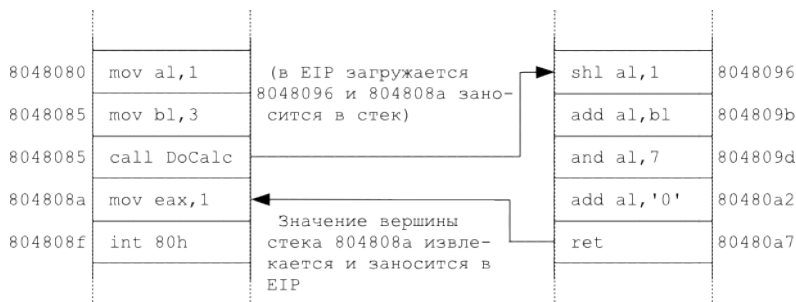 8048080 mov al,1 (в EIP загружается shl al,1 8048096
8048096 и 804808a зано-
8048085 mov bl,3 сится в стек) add al,bl 804809b
8048085 call DoCalc and al,7 804809d
804808a mov eax,1 add al,'0' 80480a2
Значение вершины
804808f int 80h стека 804808a извле- ret 80480a7
кается и заносится в
EIP